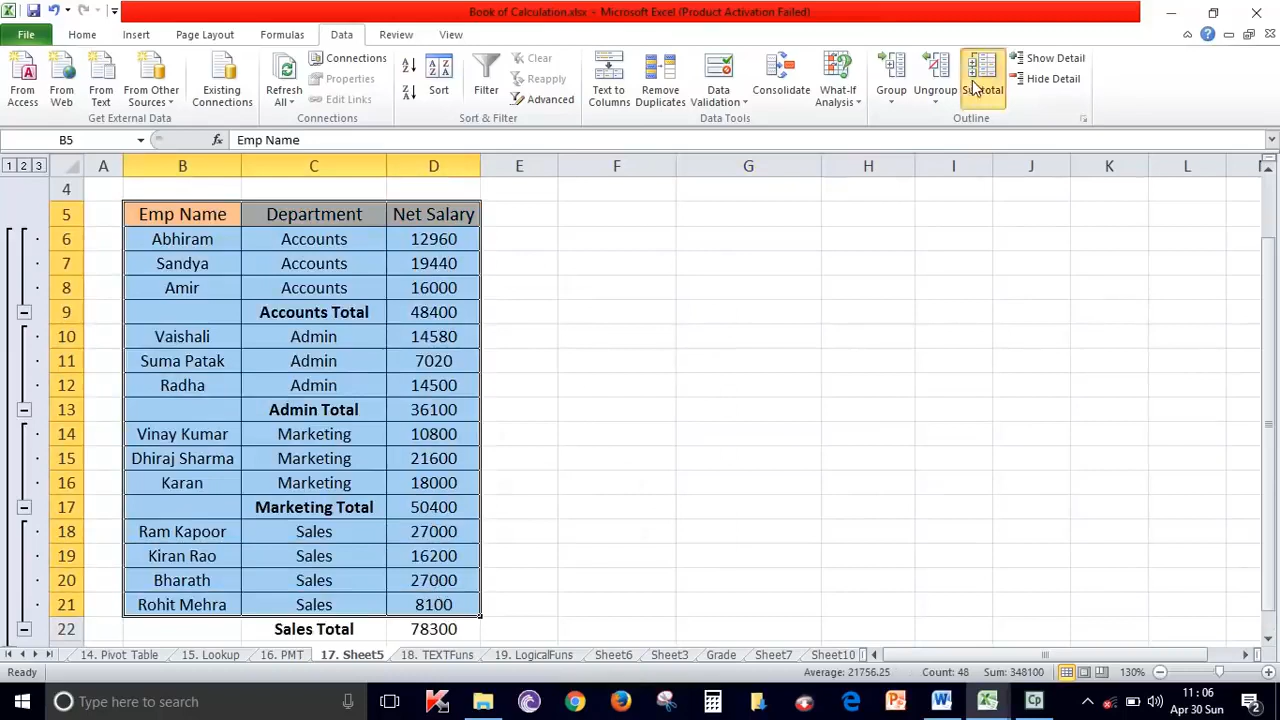 Book of Calculation.xlsx - Microsoft Excel (Product Activation Failed)
File Home Insert Page Layout Formulas Data Review View
From Access
From Web
From Text
From Other Sources
Existing Connections
Get External Data
Refresh All
Connections
Properties
Edit Links
Connections
Sort
Filter
Clear
Reapply
Advanced
Sort & Filter
Text to Columns
Remove Duplicates
Data Validation
Consolidate
What-If Analysis
Data Tools
Group
Ungroup
Subtotal
Show Detail
Hide Detail
Outline
B5 fx Emp Name
1 2 3 A B C D E F G H I J K L
4
5 Emp Name Department Net Salary
6 Abhiram Accounts 12960
7 Sandya Accounts 19440
8 Amir Accounts 16000
9 Accounts Total 48400
10 Vaishali Admin 14580
11 Suma Patak Admin 7020
12 Radha Admin 14500
13 Admin Total 36100
14 Vinay Kumar Marketing 10800
15 Dhiraj Sharma Marketing 21600
16 Karan Marketing 18000
17 Marketing Total 50400
18 Ram Kapoor Sales 27000
19 Kiran Rao Sales 16200
20 Bharath Sales 27000
21 Rohit Mehra Sales 8100
22 Sales Total 78300
14. Pivot Table 15. Lookup 16. PMT 17. Sheet5 18. TEXTFuns 19. LogicalFuns Sheet6 Sheet3 Grade Sheet7 Sheet10
Ready Average: 21756.25 Count: 48 Sum: 348100 130%
Type here to search 11:06
Apr 30 Sun